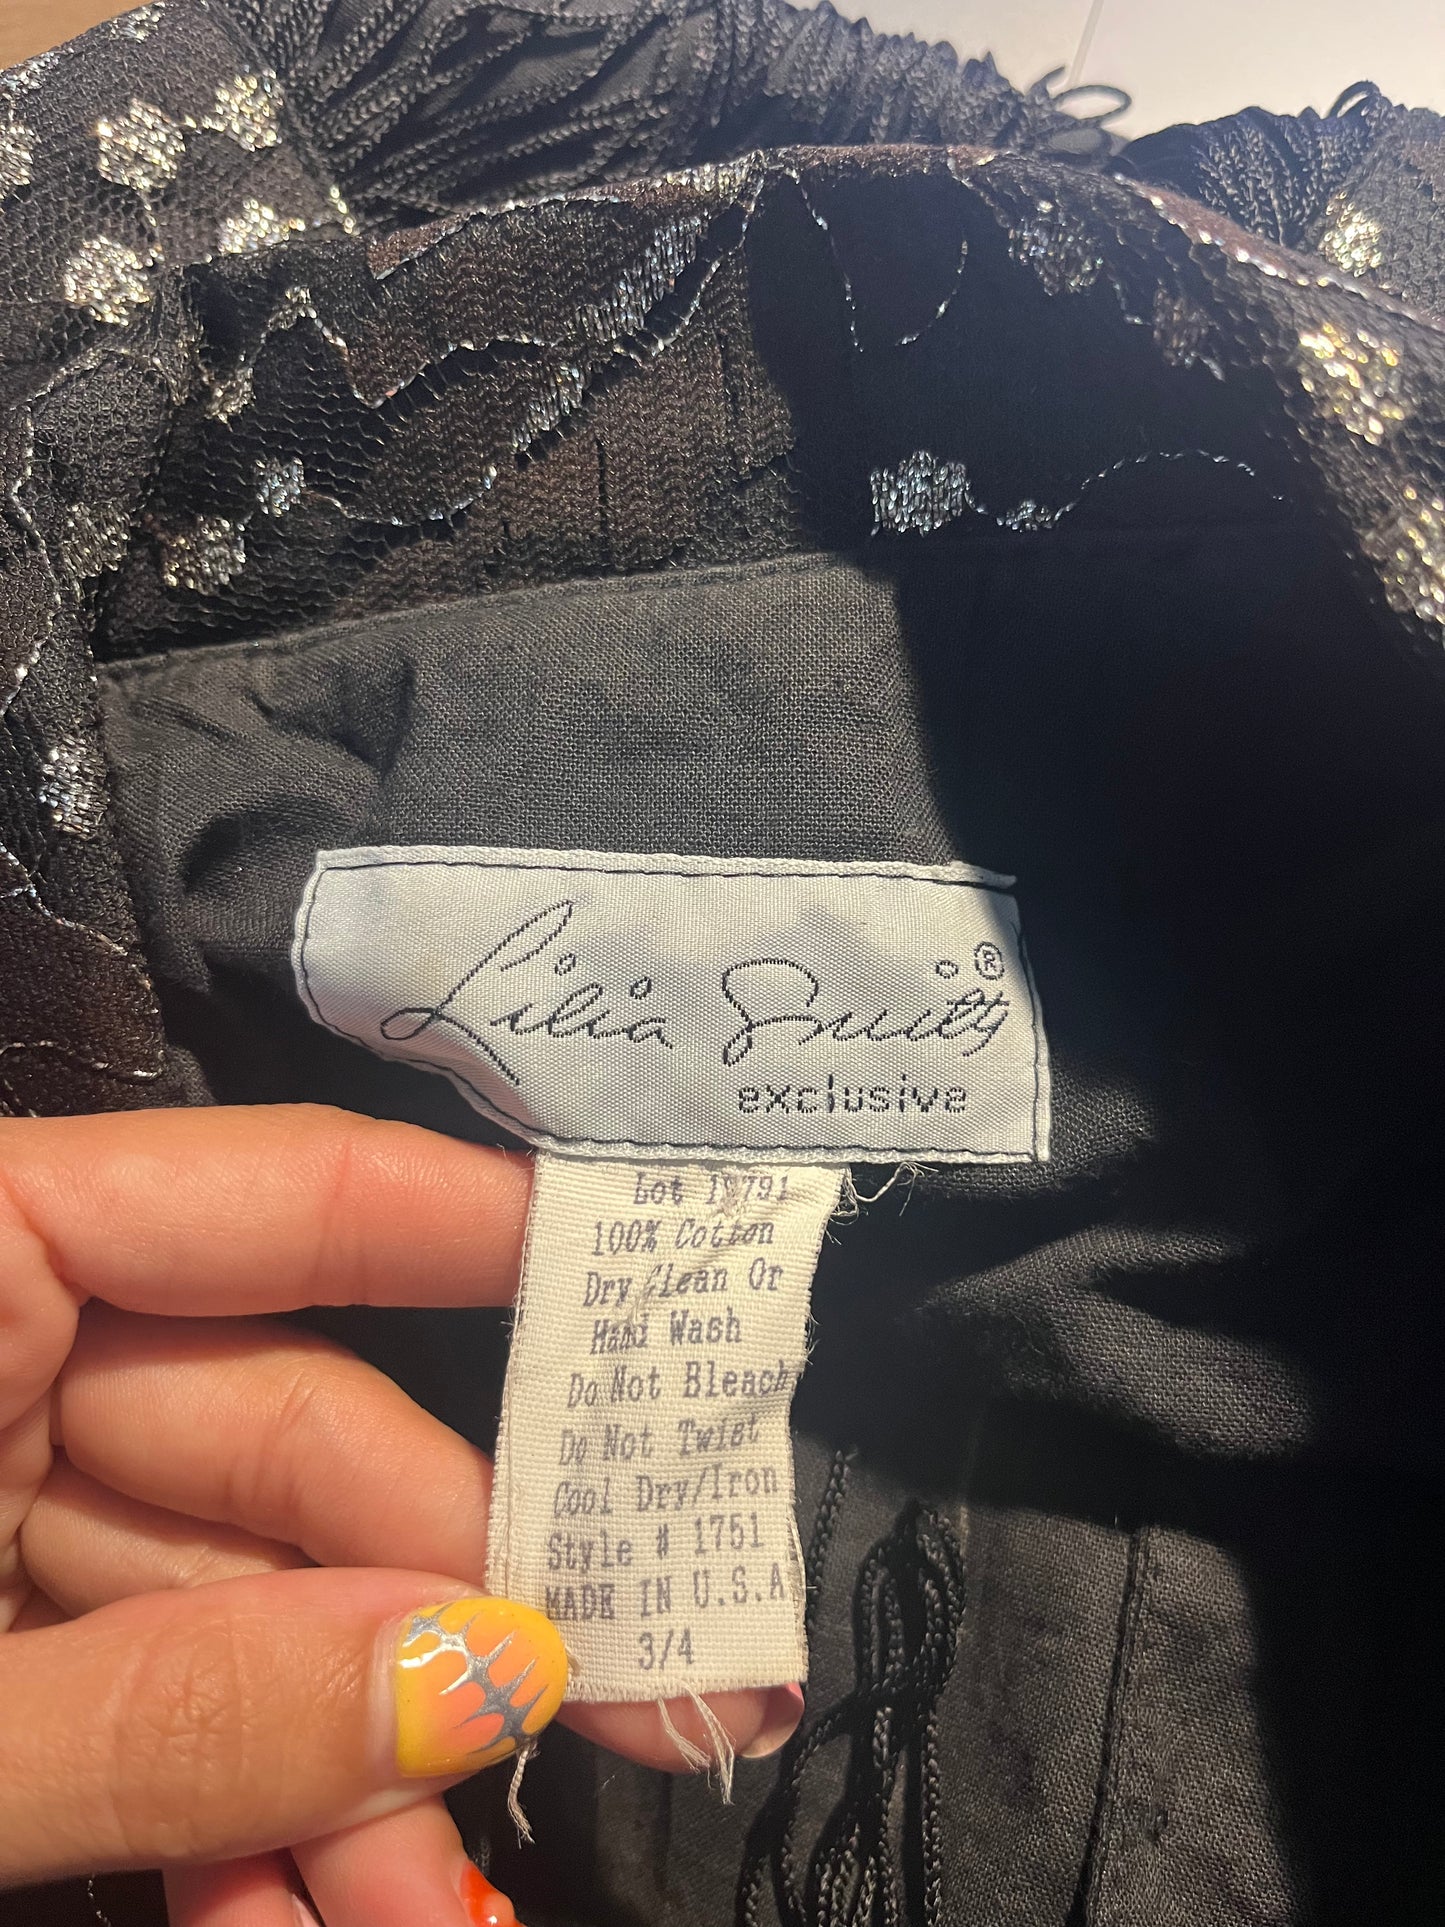 Lilia Smith ®
exclusive
Lot
100% Cotton
Dry Clean Or
Hand Wash
Do Not Bleach
Do Not Twist
Cool Dry/Iron
Style # 1751
MADE IN U.S.A
3/4